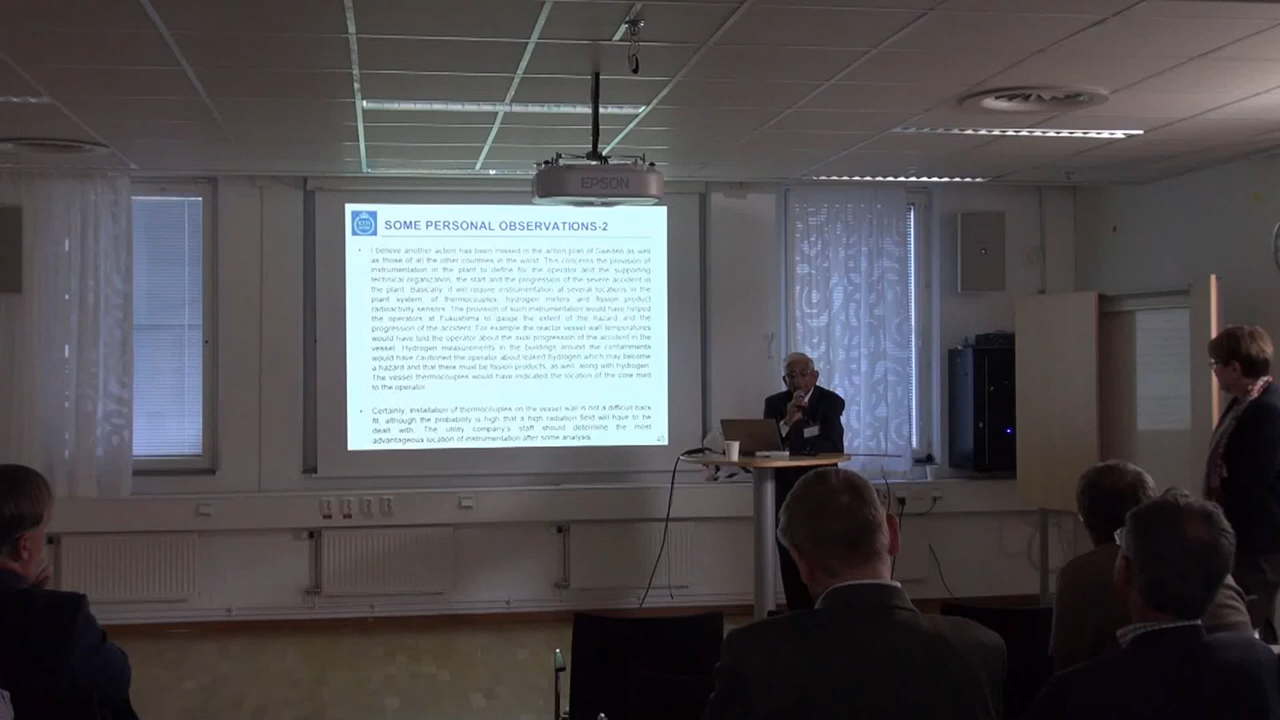 EPSON
KTH
SOME PERSONAL OBSERVATIONS-2
• I believe another action has been missed in the action plan of Sweden as well
as those of all the other countries in the world. This concerns the provision of
instrumentation in the plant to define for the operator and the supporting
technical organization, the start and the progression of the severe accident in
the plant. Basically, it will require instrumentation at several locations in the
plant system, of thermocouples, hydrogen meters and fission product
radioactivity sensors. The provision of such instrumentation would have helped
the operators at Fukushima to gauge the extent of the hazard and the
progression of the accident. For example the reactor vessel wall temperatures
would have told the operator about the axial progression of the accident in the
vessel. Hydrogen measurements in the buildings around the containments
would have cautioned the operator about leaked hydrogen which may become
a hazard and that there must be fission products, as well, along with hydrogen.
The vessel thermocouples would have indicated the location of the core melt
to the operator.
• Certainly, installation of thermocouples on the vessel wall is not a difficult back
fit, although the probability is high that a high radiation field will have to be
dealt with. The utility company's staff should determine the most
advantageous location of instrumentation after some analysis.
45